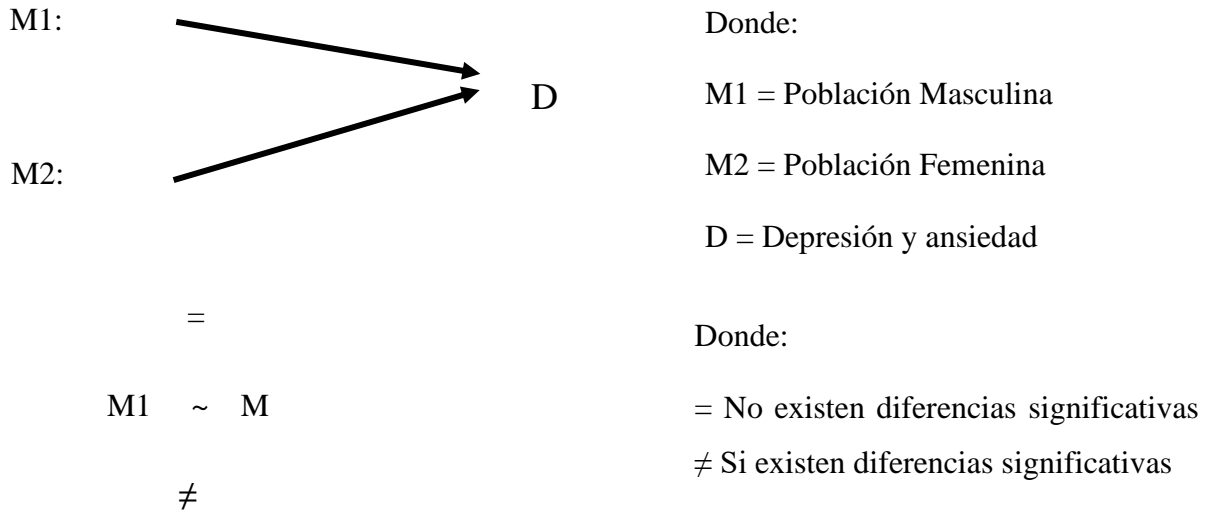 M1:
D
M2:
Donde:
M1 = Población Masculina
M2 = Población Femenina
D = Depresión y ansiedad
=
M1 ~ M
≠
Donde:
= No existen diferencias significativas
≠ Si existen diferencias significativas